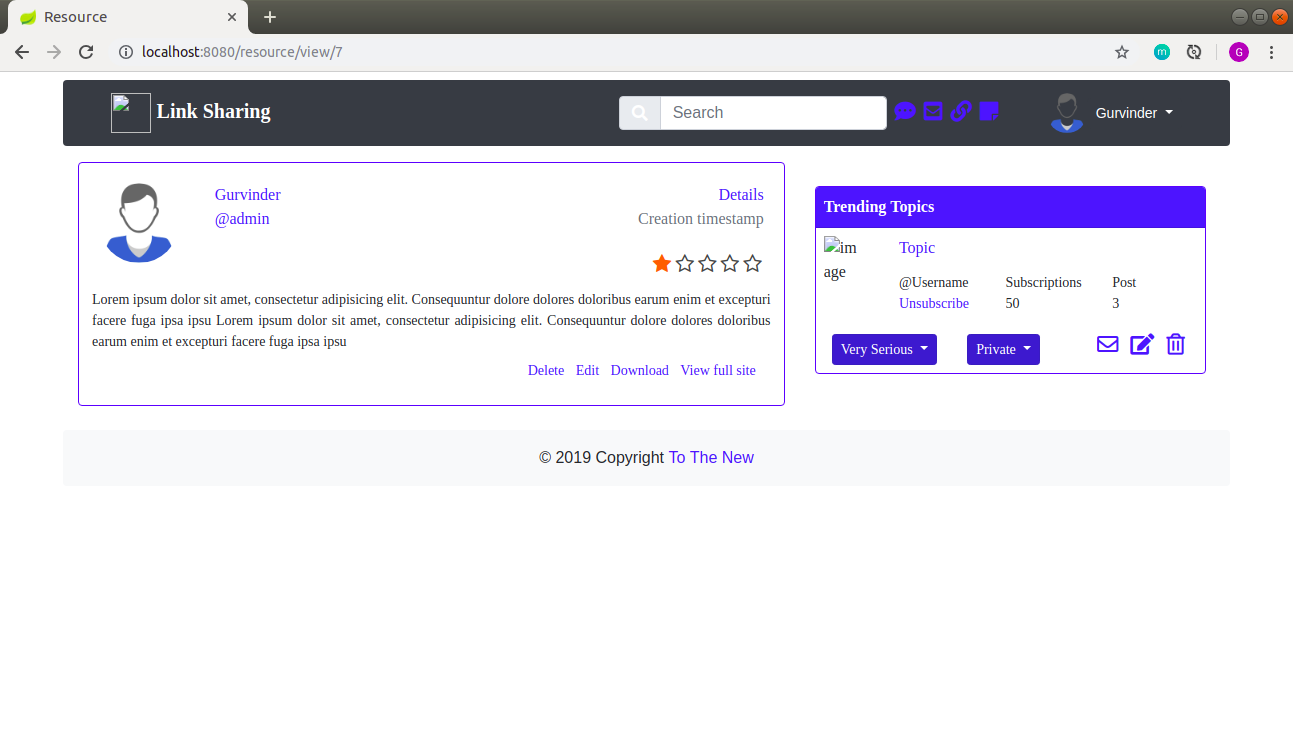 Resource
localhost:8080/resource/view/7
m
G
Link Sharing
Search
Gurvinder
Gurvinder
Details
@admin
Creation timestamp
Lorem ipsum dolor sit amet, consectetur adipisicing elit. Consequuntur dolore dolores doloribus earum enim et excepturi
facere fuga ipsa ipsu Lorem ipsum dolor sit amet, consectetur adipisicing elit. Consequuntur dolore dolores doloribus
earum enim et excepturi facere fuga ipsa ipsu
Delete Edit Download View full site
Trending Topics
im
age
Topic
@Username Subscriptions Post
Unsubscribe 50 3
Very Serious Private
© 2019 Copyright To The New